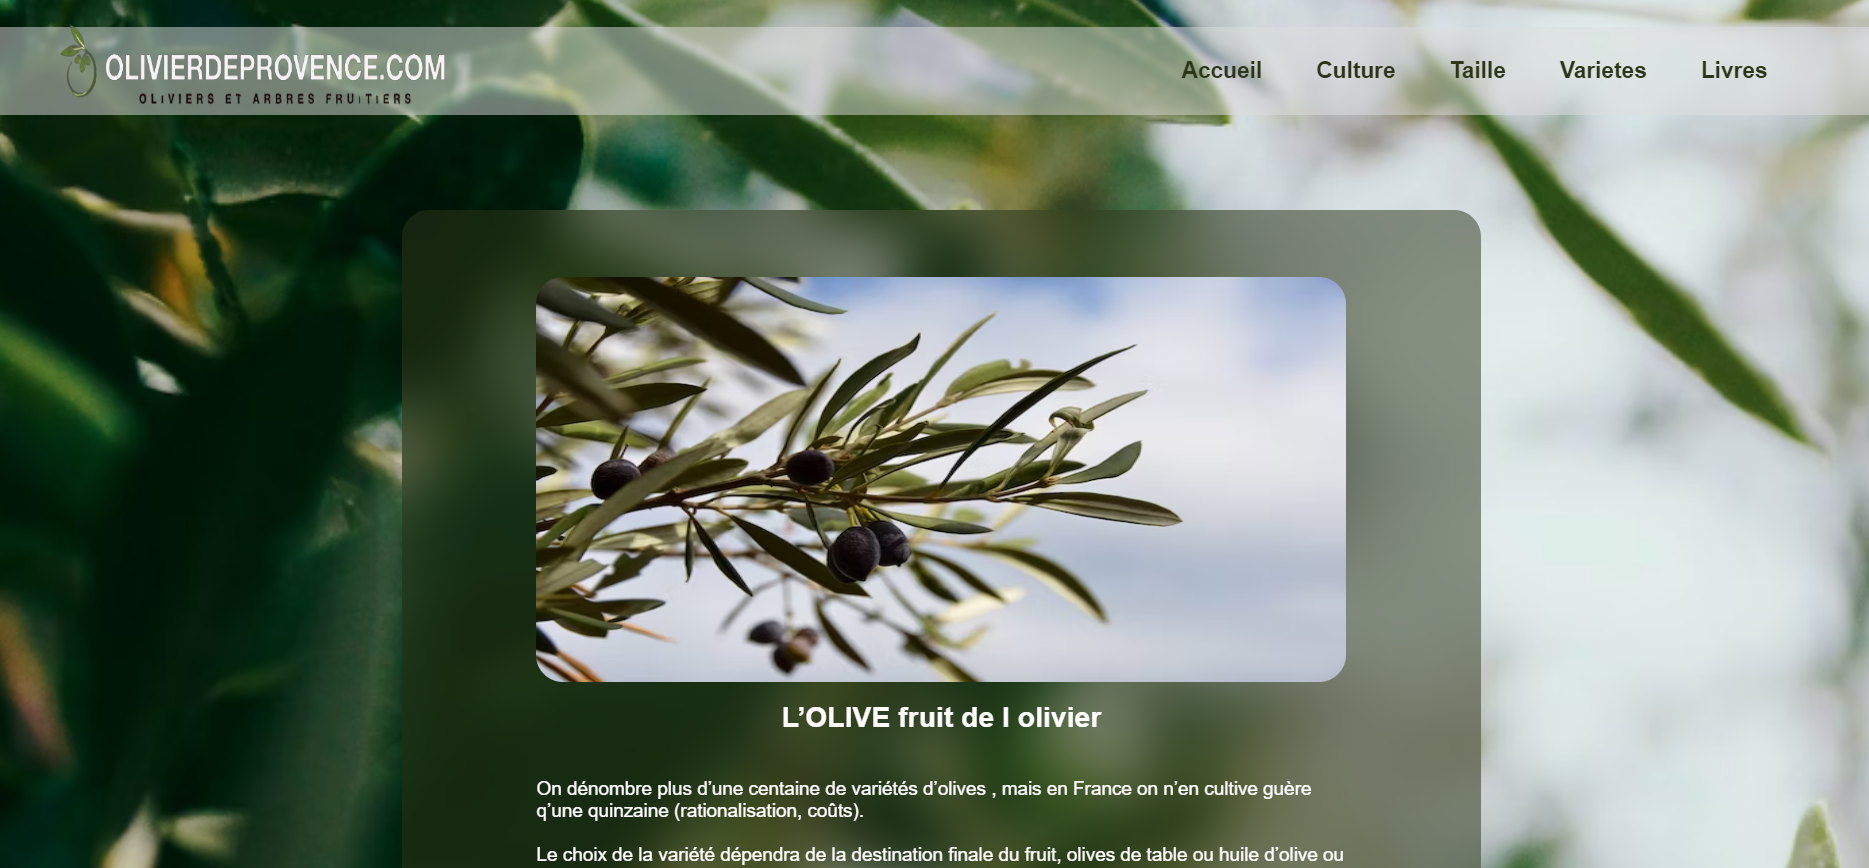 OLIVIERDEPROVENCE.COM
OLIVIERS ET ARBRES FRUITIERS
Accueil Culture Taille Varietes Livres
L’OLIVE fruit de l olivier
On dénombre plus d’une centaine de variétés d’olives , mais en France on n’en cultive guère
q’une quinzaine (rationalisation, coûts).
Le choix de la variété dépendra de la destination finale du fruit, olives de table ou huile d’olive ou